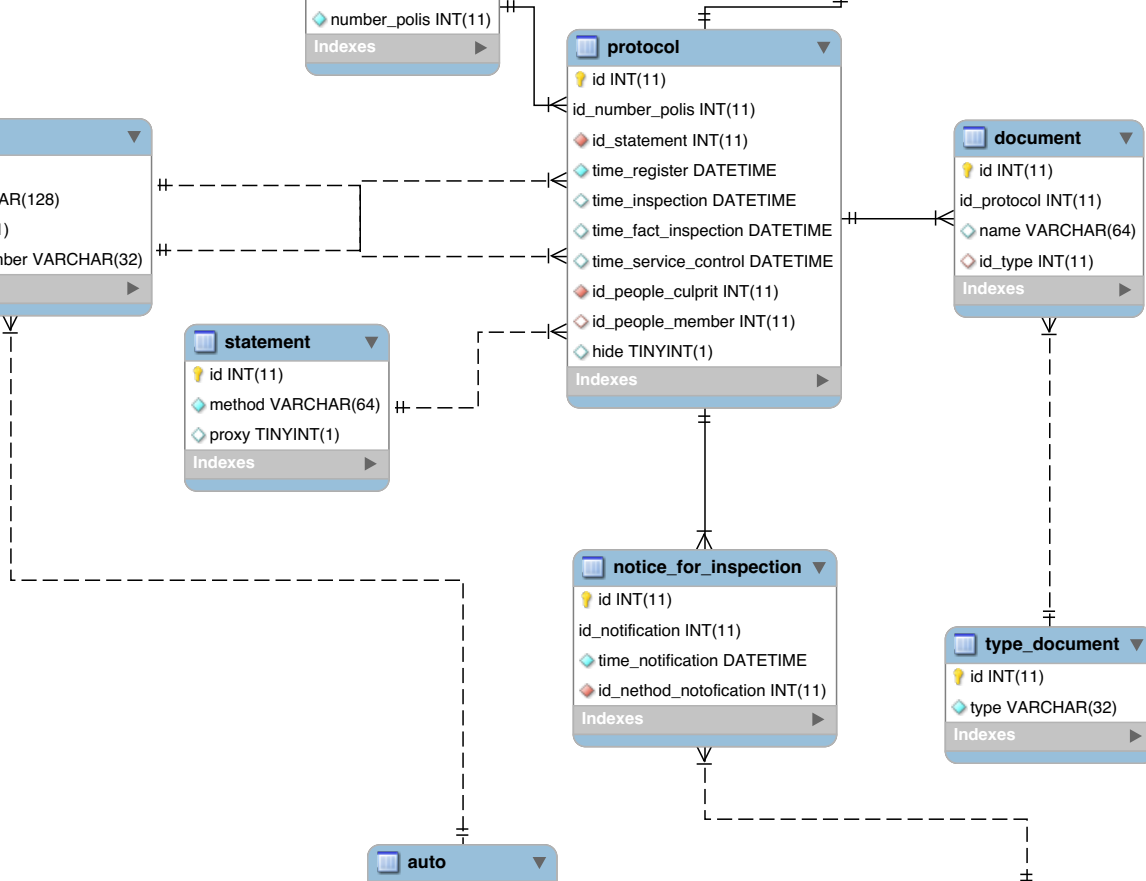 number_polis INT(11)
Indexes
protocol
id INT(11)
id_number_polis INT(11)
id_statement INT(11)
time_register DATETIME
time_inspection DATETIME
time_fact_inspection DATETIME
time_service_control DATETIME
id_people_culprit INT(11)
id_people_member INT(11)
hide TINYINT(1)
Indexes
document
id INT(11)
id_protocol INT(11)
name VARCHAR(64)
id_type INT(11)
Indexes
AR(128)
)
nber VARCHAR(32)
statement
id INT(11)
method VARCHAR(64)
proxy TINYINT(1)
Indexes
notice_for_inspection
id INT(11)
id_notification INT(11)
time_notification DATETIME
id_nethod_notofication INT(11)
Indexes
type_document
id INT(11)
type VARCHAR(32)
Indexes
auto